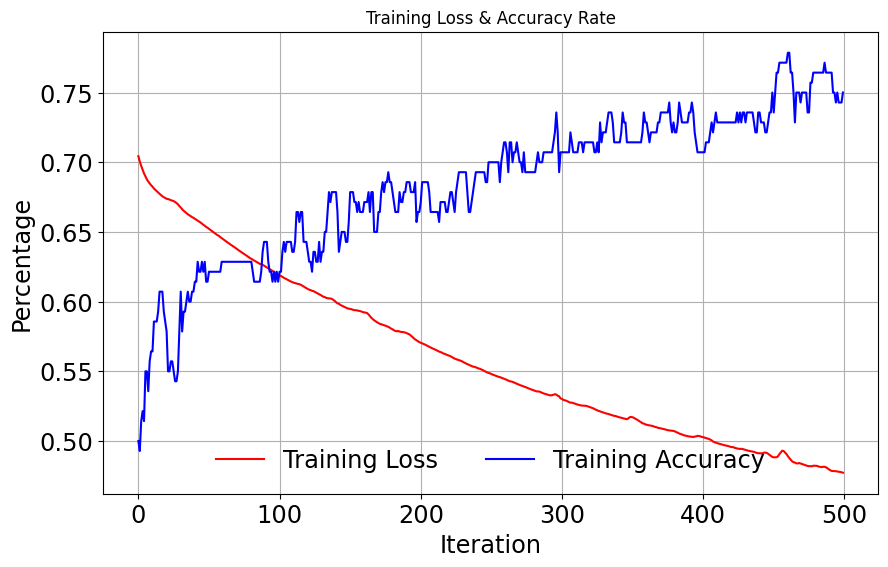 Training Loss & Accuracy Rate
Percentage
0.75
0.70
0.65
0.60
0.55
0.50
Training Loss
Training Accuracy
0 100 200 300 400 500
Iteration